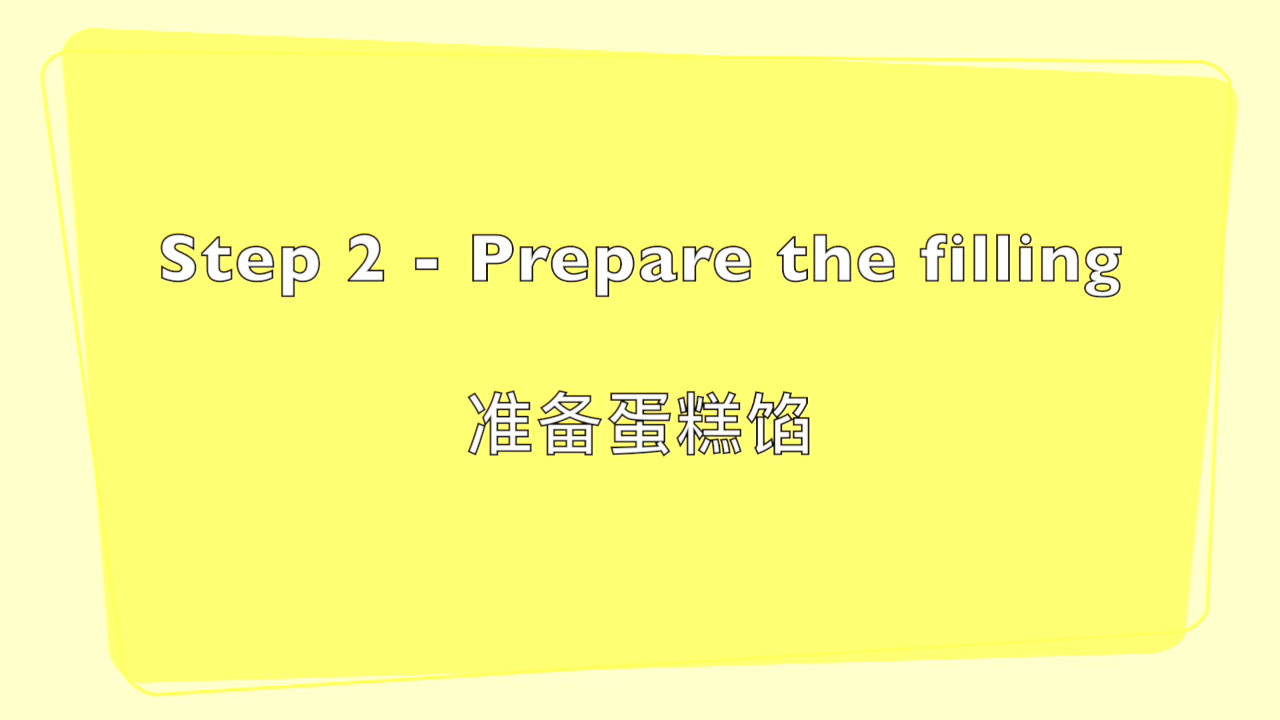 Step 2 - Prepare the filling
准备蛋糕馅